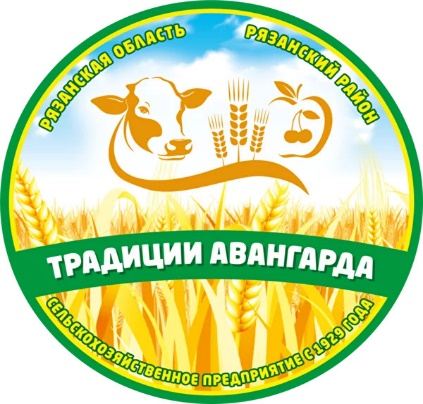 РЯЗАНСКАЯ ОБЛАСТЬ
РЯЗАНСКИЙ РАЙОН
ТРАДИЦИИ АВАНГАРДА
СЕЛЬСКОХОЗЯЙСТВЕННОЕ ПРЕДПРИЯТИЕ С 1929 ГОДА